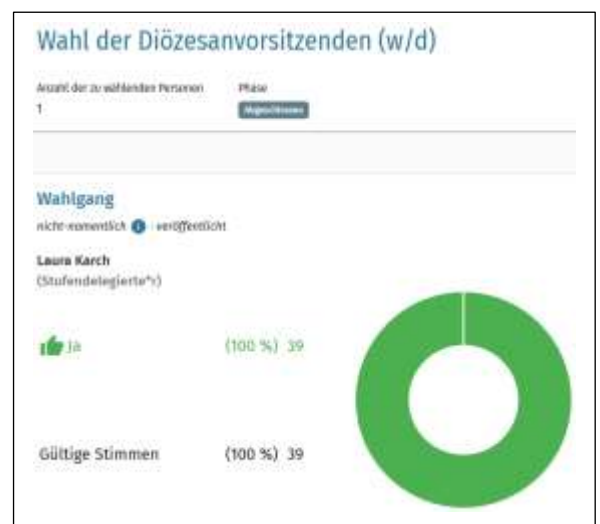 Wahl der Diözesanvorsitzenden (w/d)
Anzahl der zu wählenden Personen Phase
1 Abgeschlossen
Wahlgang
nicht-namentlich · veröffentlicht
Laura Karch
(Stufendelegierte*r)
Ja (100 %) 39
Gültige Stimmen (100 %) 39